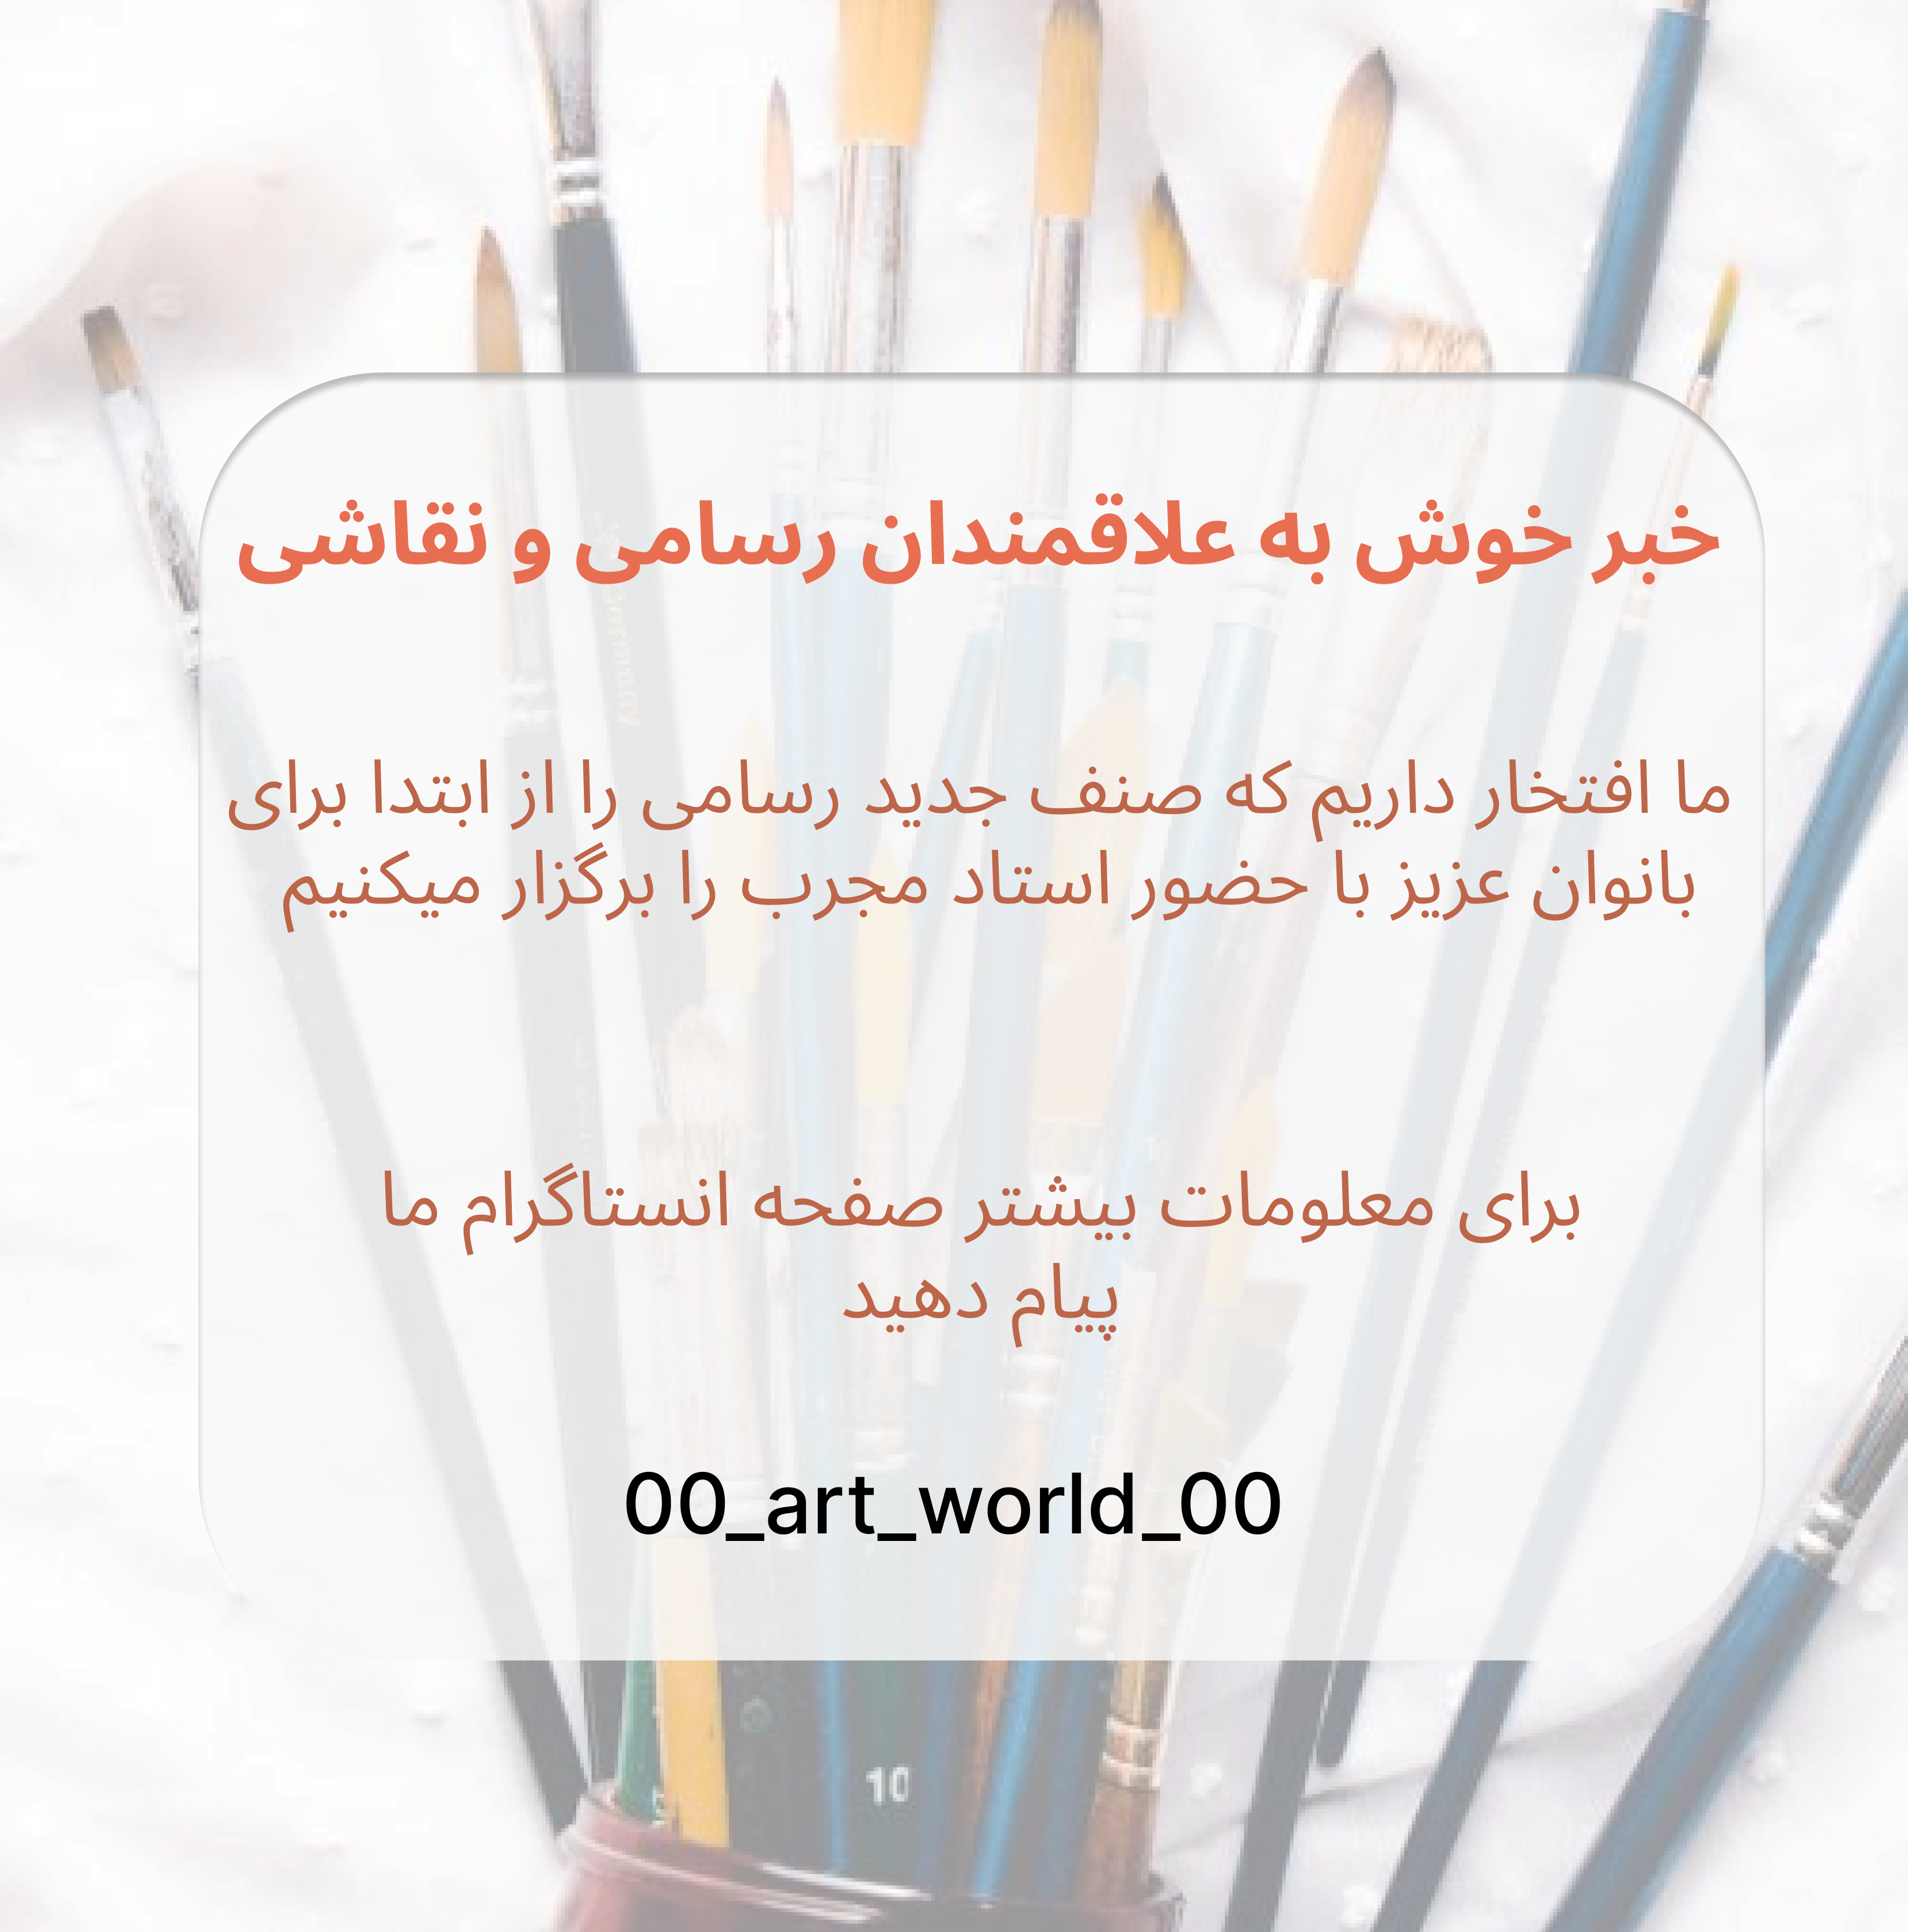 خبر خوش به علاقمندان رسامی و نقاشی
ما افتخار داریم که صنف جدید رسامی را از ابتدا برای
بانوان عزیز با حضور استاد مجرب را برگزار میکنیم
برای معلومات بیشتر صفحه انستاگرام ما
پیام دهید
00_art_world_00
10